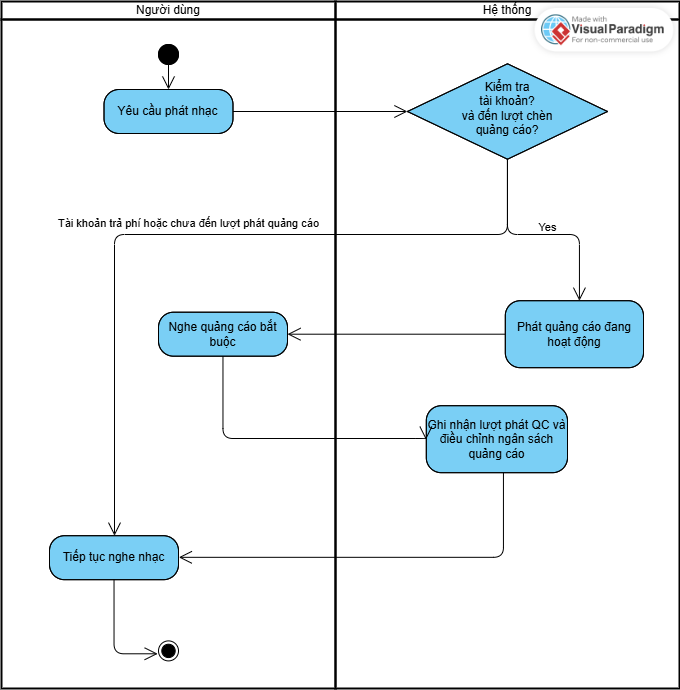 Người dùng
Hệ thống
Made with
VisualParadigm
For non-commercial use
Yêu cầu phát nhạc
Kiểm tra
tài khoản?
và đến lượt chèn
quảng cáo?
Tài khoản trả phí hoặc chưa đến lượt phát quảng cáo
Yes
Nghe quảng cáo bắt
buộc
Phát quảng cáo đang
hoạt động
Ghi nhận lượt phát QC và
điều chỉnh ngân sách
quảng cáo
Tiếp tục nghe nhạc